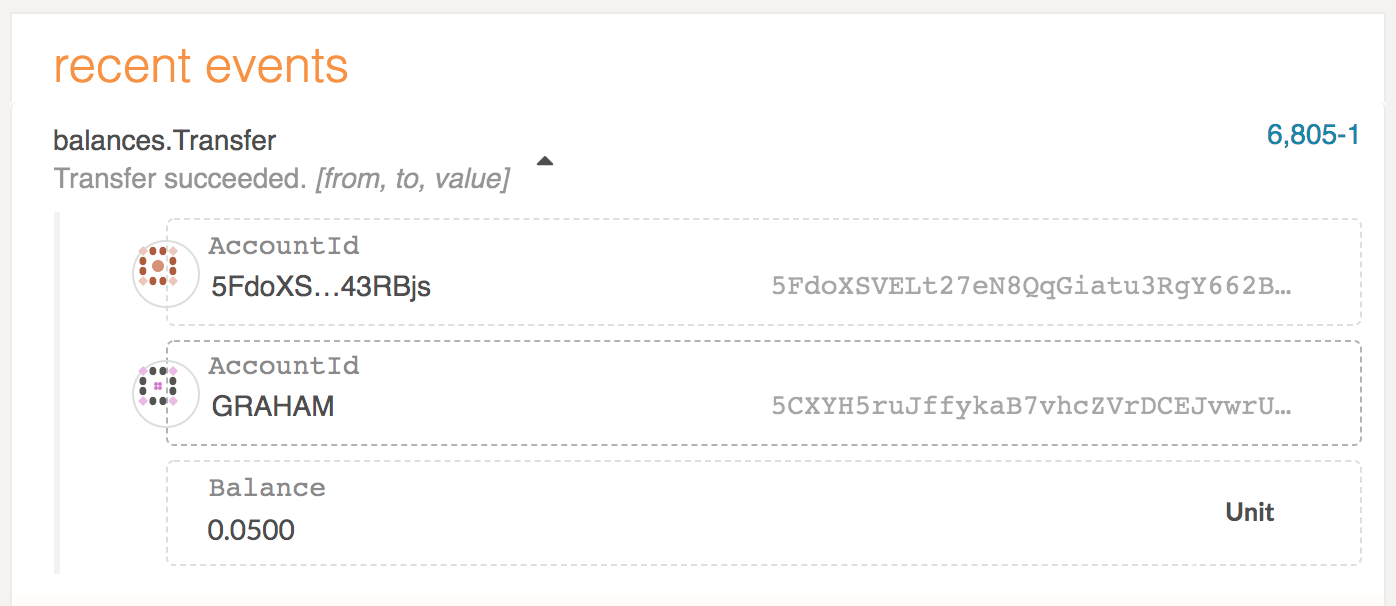 recent events
balances.Transfer
6,805-1
Transfer succeeded. [from, to, value]
AccountId
5FdoXS…43RBjs
5FdoXSVELt27eN8QqGiatu3RgY662B…
AccountId
GRAHAM
5CXYH5ruJffykaB7vhcZVrDCEJvwrU…
Balance
0.0500
Unit